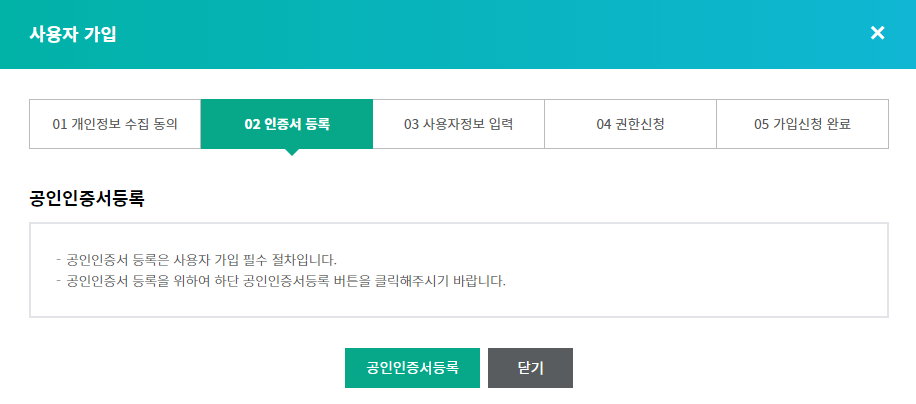 사용자 가입
×
01 개인정보 수집 동의
02 인증서 등록
03 사용자정보 입력
04 권한신청
05 가입신청 완료
공인인증서등록
- 공인인증서 등록은 사용자 가입 필수 절차입니다.
- 공인인증서 등록을 위하여 하단 공인인증서등록 버튼을 클릭해주시기 바랍니다.
공인인증서등록
닫기